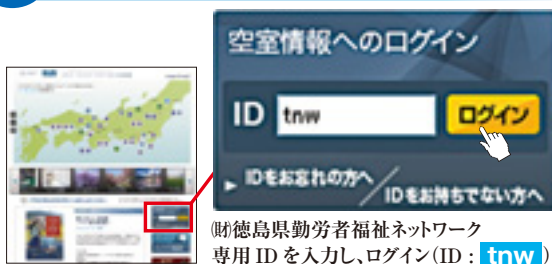 空室情報へのログイン
ID tnw ログイン
IDをお忘れの方へ/IDをお持ちでない方へ
㈶徳島県勤労者福祉ネットワーク
専用IDを入力し、ログイン(ID：tnw)